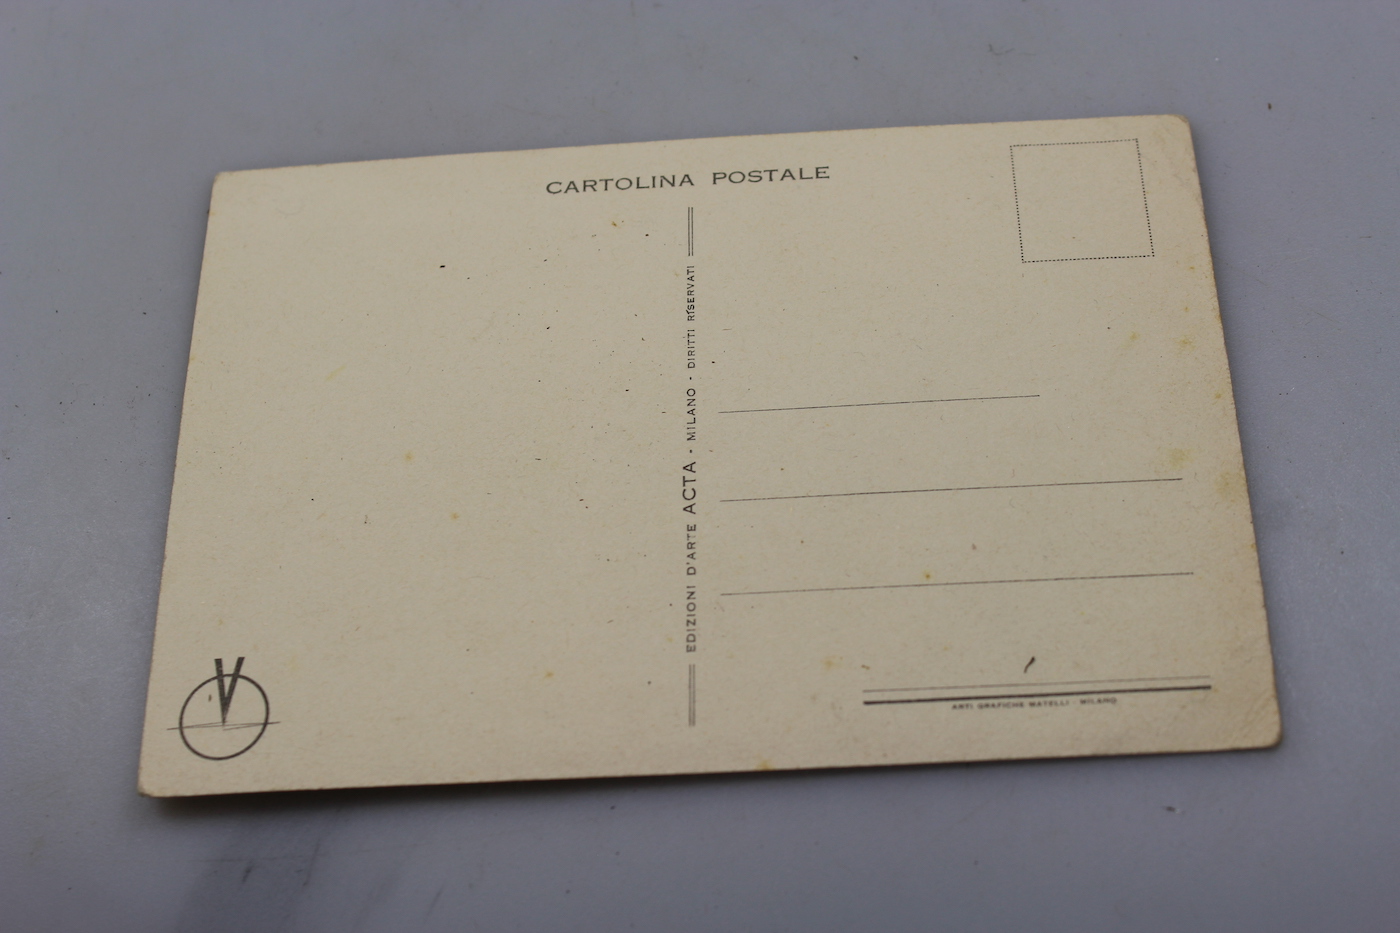 CARTOLINA POSTALE
EDIZIONI D'ARTE ACTA - MILANO - DIRITTI RISERVATI
ARTI GRAFICHE MATELLI - MILANO
V